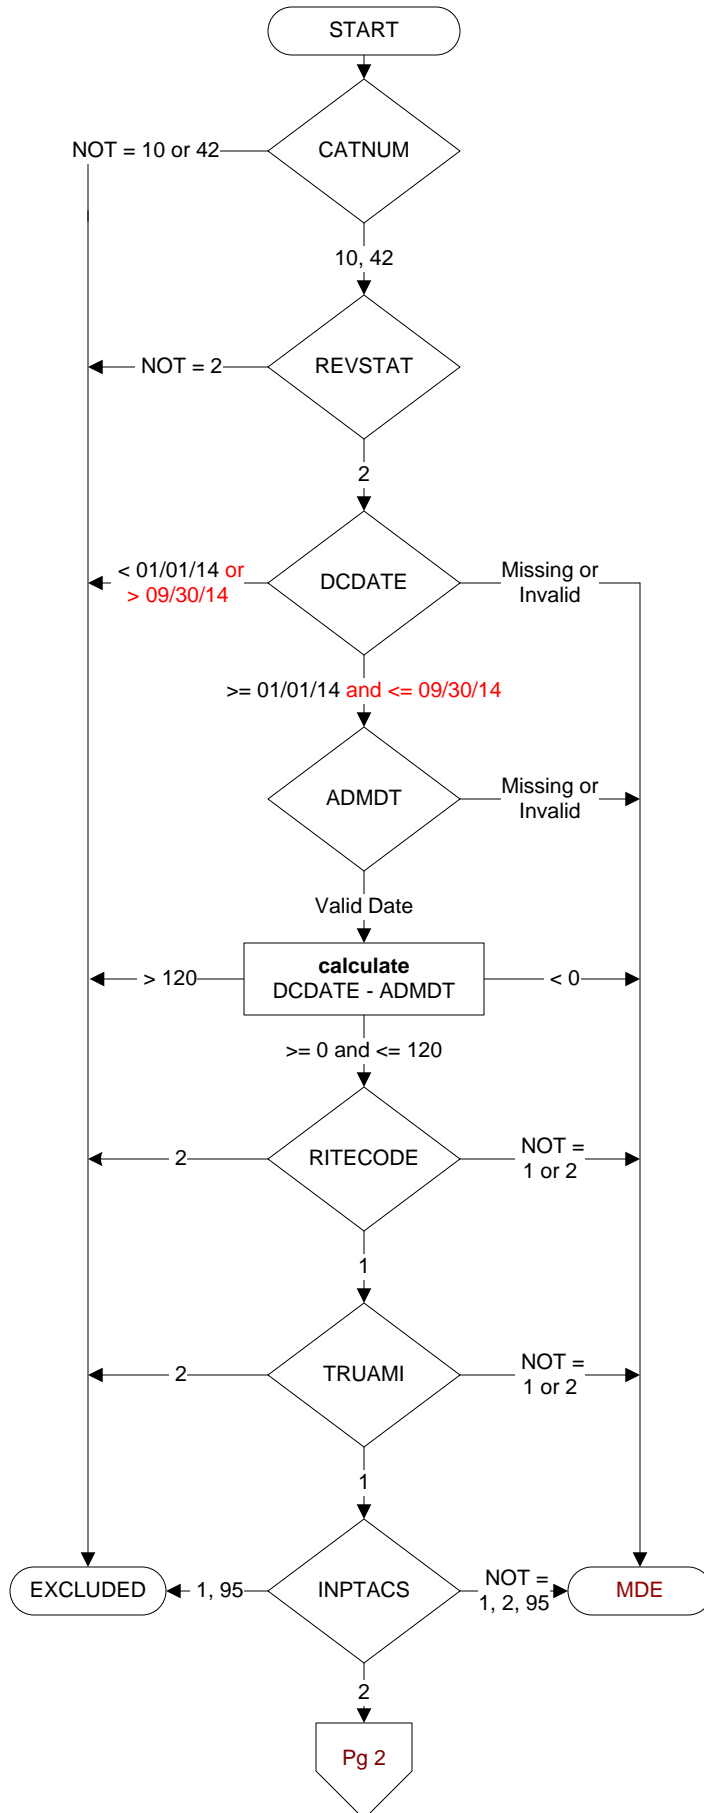 START
CATNUM
NOT = 10 or 42
10, 42
REVSTAT
NOT = 2
2
DCDATE
< 01/01/14 or
> 09/30/14
Missing or
Invalid
>= 01/01/14 and <= 09/30/14
ADMDT
Missing or
Invalid
Valid Date
calculate
DCDATE - ADMDT
> 120
< 0
>= 0 and <= 120
RITECODE
2
NOT =
1 or 2
1
TRUAMI
2
NOT =
1 or 2
1
INPTACS
EXCLUDED
1, 95
NOT =
1, 2, 95
MDE
2
Pg 2